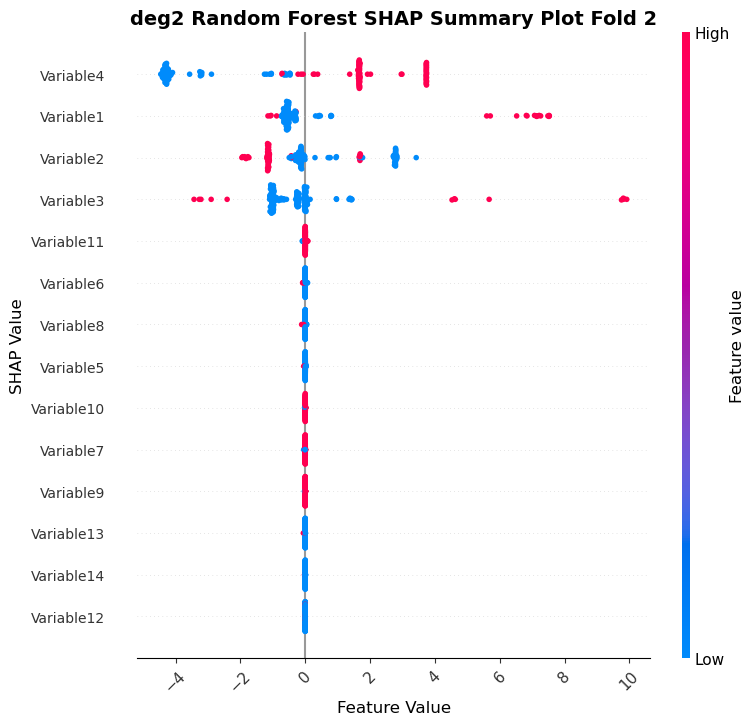 deg2 Random Forest SHAP Summary Plot Fold 2
High
Variable4
Variable1
Variable2
Variable3
Variable11
Variable6
Variable8
Variable5
Variable10
Variable7
Variable9
Variable13
Variable14
Variable12
SHAP Value
Feature value
Low
−4
−2
0
2
4
6
8
10
Feature Value